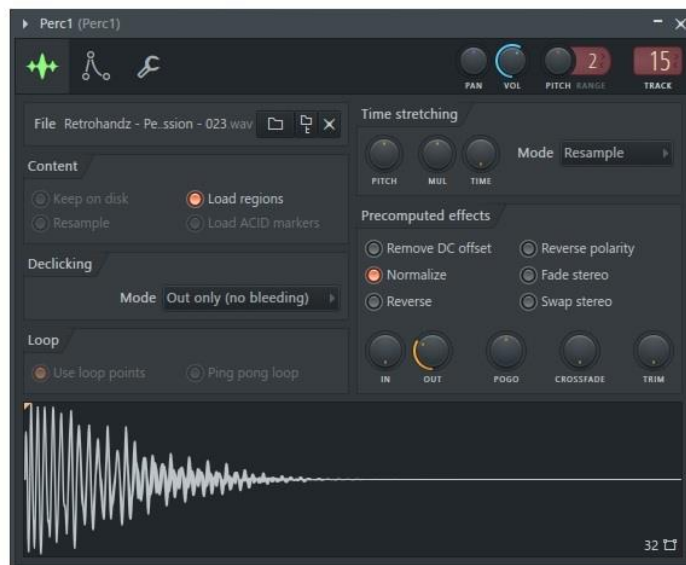 Perc1 (Perc1)
PAN VOL PITCH RANGE 2 15 TRACK
File Retrohandz - Pe..ssion - 023.wav
Content
Keep on disk Load regions
Resample Load ACID markers
Declicking
Mode Out only (no bleeding)
Loop
Use loop points Ping pong loop
Time stretching
PITCH MUL TIME Mode Resample
Precomputed effects
Remove DC offset Reverse polarity
Normalize Fade stereo
Reverse Swap stereo
IN OUT POGO CROSSFADE TRIM
32